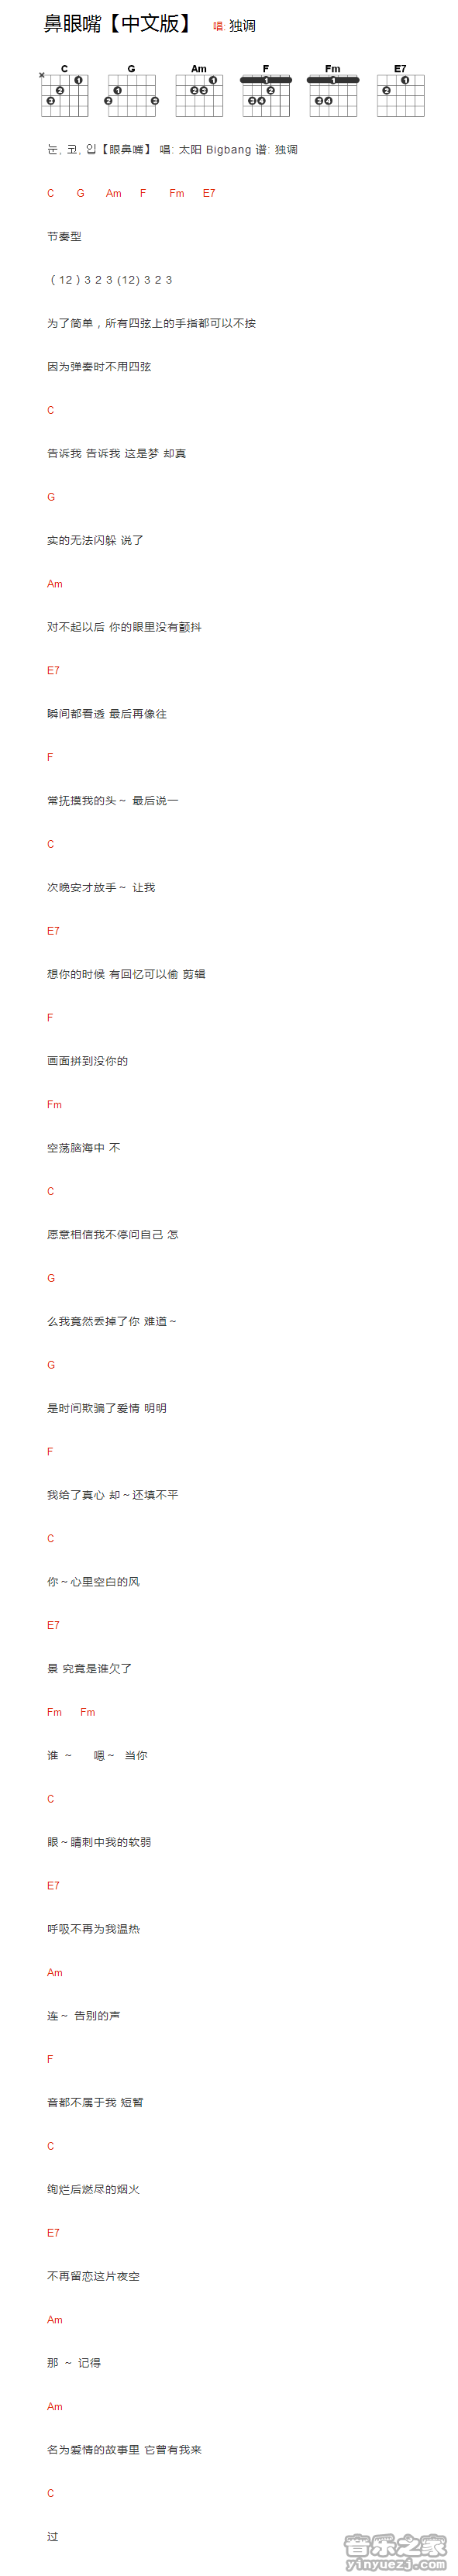 鼻眼嘴【中文版】 唱: 独调
C G Am F Fm E7
눈, 코, 입【眼鼻嘴】 唱: 太阳 Bigbang 谱: 独调
C G Am F Fm E7
节奏型
（ 12 ）3 2 3 (12) 3 2 3
为了简单，所有四弦上的手指都可以不按
因为弹奏时不用四弦
C
告诉我 告诉我 这是梦 却真
G
实的无法闪躲 说了
Am
对不起以后 你的眼里没有颤抖
E7
瞬间都看透 最后再像往
F
常抚摸我的头～ 最后说一
C
次晚安才放手～ 让我
E7
想你的时候 有回忆可以偷 剪辑
F
画面拼到没你的
Fm
空荡脑海中 不
C
愿意相信我不停问自己 怎
G
么我竟然丢掉了你 难道～
G
是时间欺骗了爱情 明明
F
我给了真心 却～还填不平
C
你～心里空白的风
E7
景 究竟是谁欠了
Fm Fm
谁 ～ 嗯～ 当你
C
眼～睛刺中我的软弱
E7
呼吸不再为我温热
Am
连～ 告别的声
F
音都不属于我 短暂
C
绚烂后燃尽的烟火
E7
不再留恋这片夜空
Am
那 ～ 记得
Am
名为爱情的故事里 它曾有我来
C
过
音乐之家
yinyuezj.com